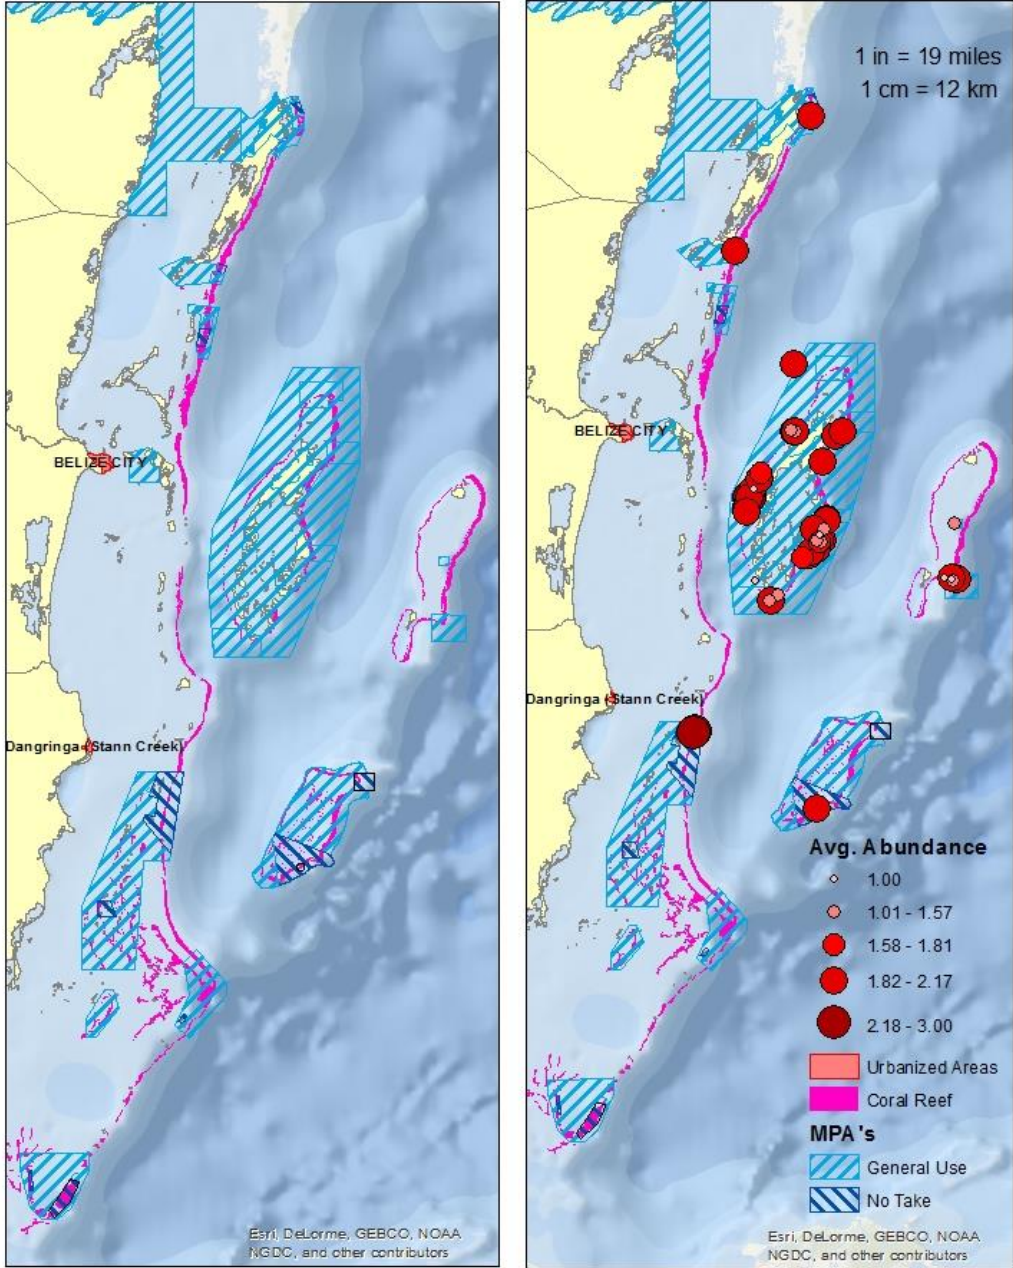 BELIZE CITY
Dangringa (Stann Creek)
Esri, DeLorme, GEBCO, NOAA
NGDC, and other contributors
1 in = 19 miles
1 cm = 12 km
BELIZE CITY
Dangringa (Stann Creek)
Avg. Abundance
1.00
1.01 - 1.57
1.58 - 1.81
1.82 - 2.17
2.18 - 3.00
Urbanized Areas
Coral Reef
MPA's
General Use
No Take
Esri, DeLorme, GEBCO, NOAA
NGDC, and other contributors